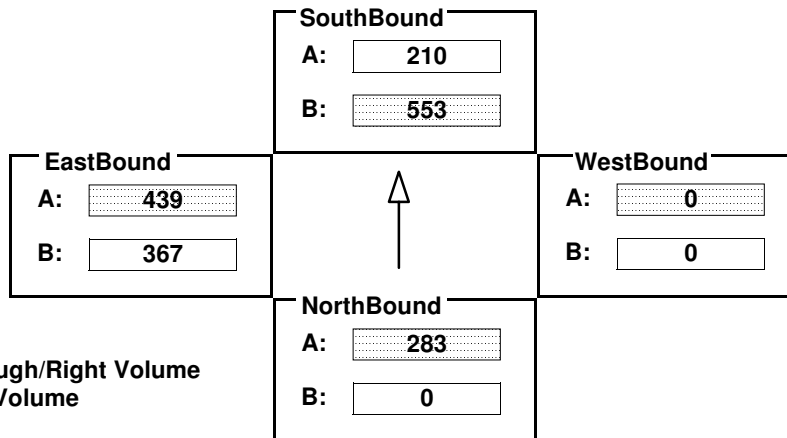 SouthBound
A: 210
B: 553
EastBound
A: 439
B: 367
WestBound
A: 0
B: 0
NorthBound
A: 283
B: 0
ugh/Right Volume
Volume